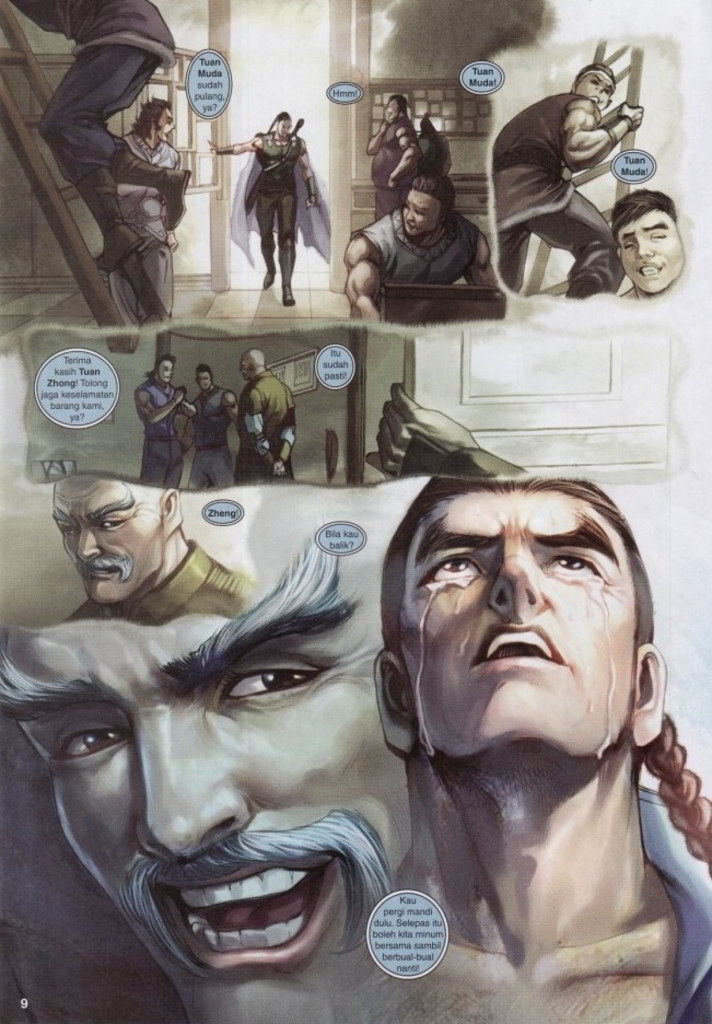 Tuan
Muda
sudah
pulang,
ya?
Hmm!
Tuan
Muda!
Tuan
Muda!
Terima
kasih Tuan
Zhong! Tolong
jaga keselamatan
barang kami,
ya?
Itu
sudah
pasti!
Zheng!
Bila kau
balik?
Kau
pergi mandi
dulu. Selepas itu
boleh kita minum
bersama sambil
berbual-bual
nanti!
9